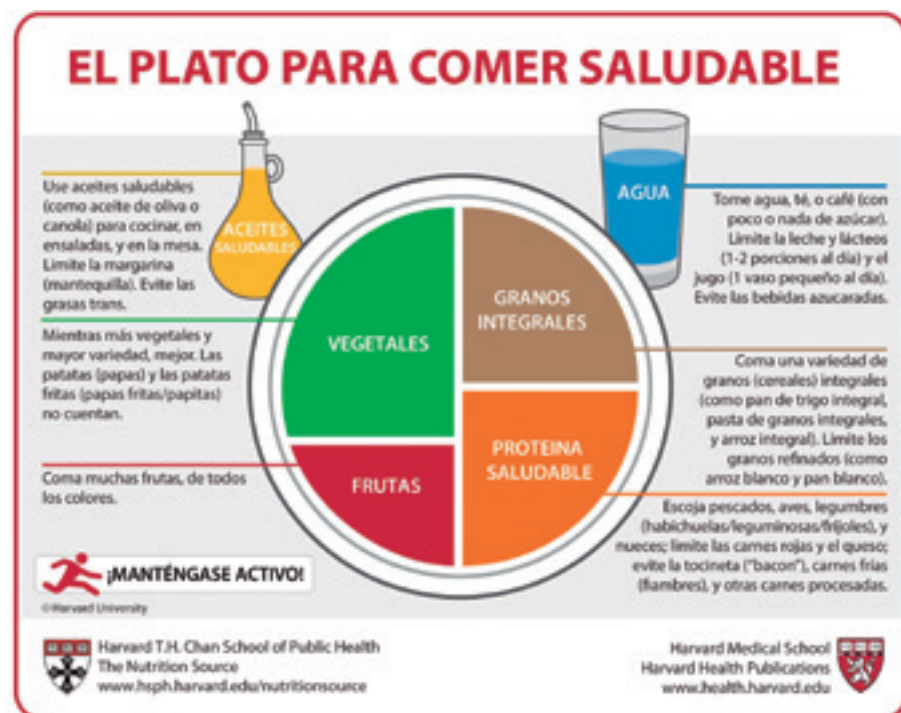 EL PLATO PARA COMER SALUDABLE
Use aceites saludables
(como aceite de oliva o
canola) para cocinar, en
ensaladas, y en la mesa.
Limite la margarina
(mantequilla). Evite las
grasas trans.
ACEITES
SALUDABLES
AGUA
Tome agua, té, o café (con
poco o nada de azúcar).
Limite la leche y lácteos
(1-2 porciones al día) y el
jugo (1 vaso pequeño al día).
Evite las bebidas azucaradas.
Mientras más vegetales y
mayor variedad, mejor. Las
patatas (papas) y las patatas
fritas (papas fritas/papitas)
no cuentan.
VEGETALES
GRANOS
INTEGRALES
Coma una variedad de
granos (cereales) integrales
(como pan de trigo integral,
pasta de granos integrales,
y arroz integral). Limite los
granos refinados (como
arroz blanco y pan blanco).
Coma muchas frutas, de todos
los colores.
FRUTAS
PROTEINA
SALUDABLE
Escoja pescados, aves, legumbres
(habichuelas/leguminosas/frijoles), y
nueces; limite las carnes rojas y el queso;
evite la tocineta ("bacon"), carnes frías
(fiambres), y otras carnes procesadas.
¡MANTÉNGASE ACTIVO!
©Harvard University
Harvard T.H. Chan School of Public Health
The Nutrition Source
www.hsph.harvard.edu/nutritionsource
Harvard Medical School
Harvard Health Publications
www.health.harvard.edu